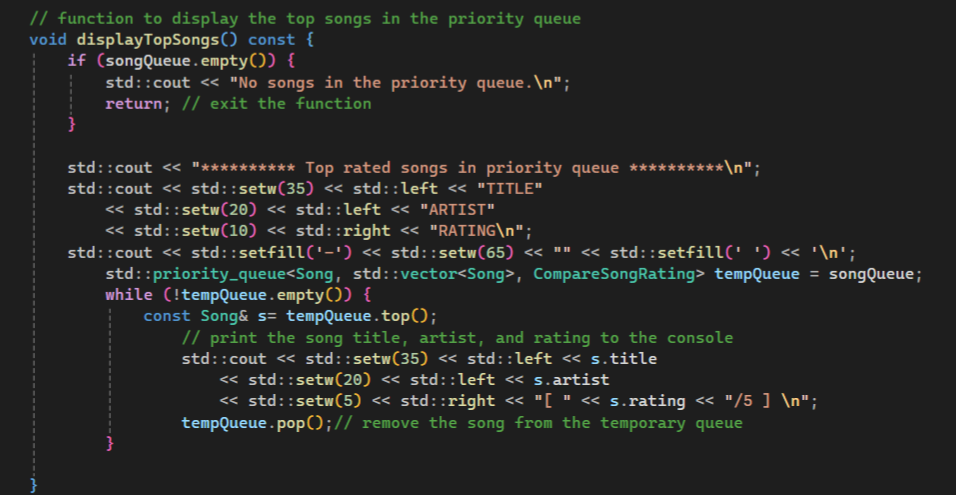 // function to display the top songs in the priority queue
void displayTopSongs() const {
if (songQueue.empty()) {
std::cout << "No songs in the priority queue.\n";
return; // exit the function
}
std::cout << "********** Top rated songs in priority queue **********\n";
std::cout << std::setw(35) << std::left << "TITLE"
<< std::setw(20) << std::left << "ARTIST"
<< std::setw(10) << std::right << "RATING\n";
std::cout << std::setfill('-') << std::setw(65) << "" << std::setfill(' ') << '\n';
std::priority_queue<Song, std::vector<Song>, CompareSongRating> tempQueue = songQueue;
while (!tempQueue.empty()) {
const Song& s= tempQueue.top();
// print the song title, artist, and rating to the console
std::cout << std::setw(35) << std::left << s.title
<< std::setw(20) << std::left << s.artist
<< std::setw(5) << std::right << "[ " << s.rating << "/5 ] \n";
tempQueue.pop();// remove the song from the temporary queue
}
}